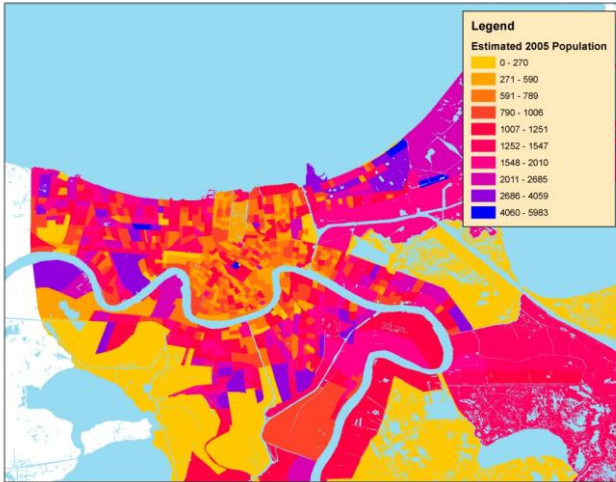 Legend
Estimated 2005 Population
0 - 270
271 - 590
591 - 789
790 - 1006
1007 - 1251
1252 - 1547
1548 - 2010
2011 - 2685
2686 - 4059
4060 - 5983